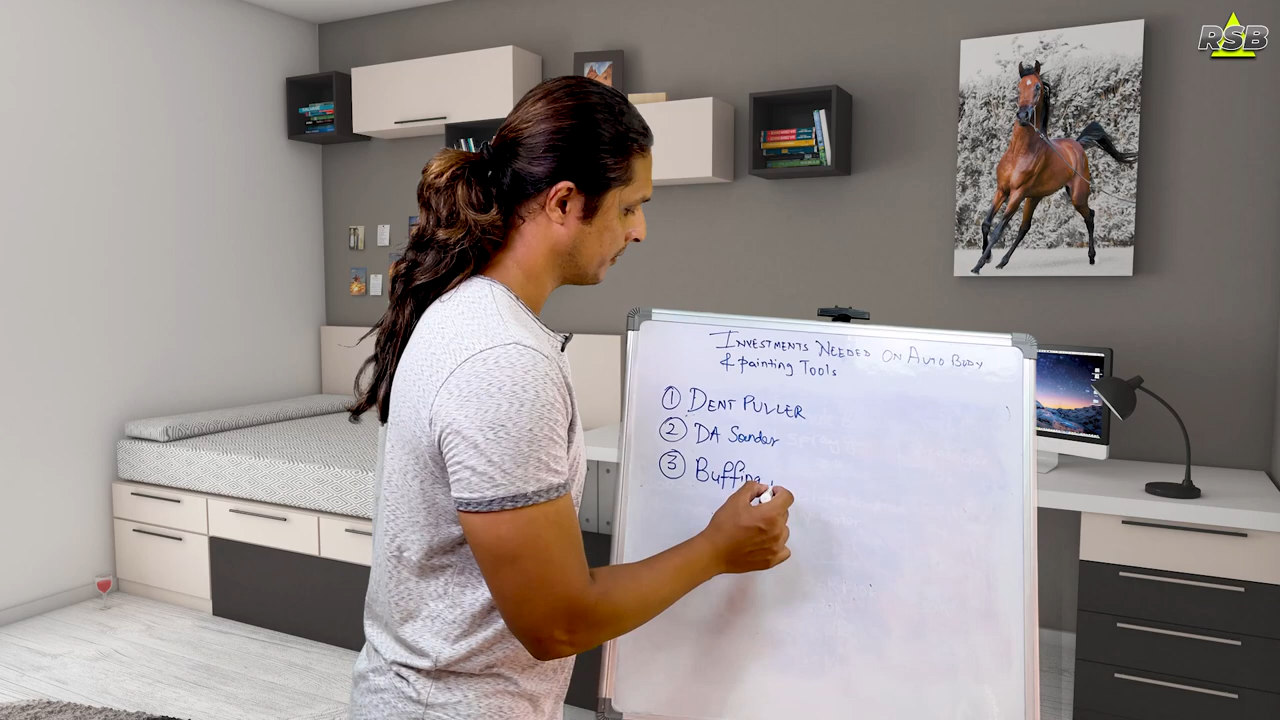 RSB
INVESTMENTS NEEDED ON AUTO BODY
& painting Tools
① DENT PULLER
② DA Sander
③ Buffing